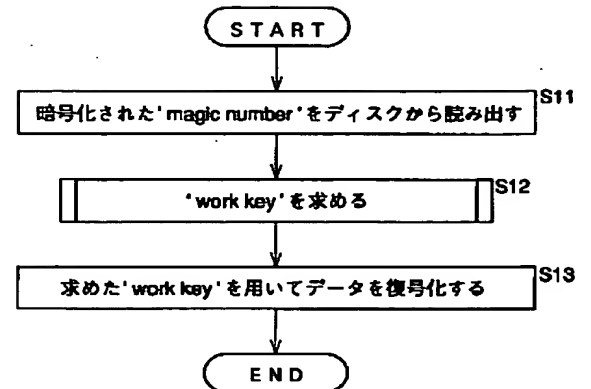 START
暗号化された'magic number'をディスクから読み出す
S11
'work key'を求める
S12
求めた'work key'を用いてデータを復号化する
S13
END